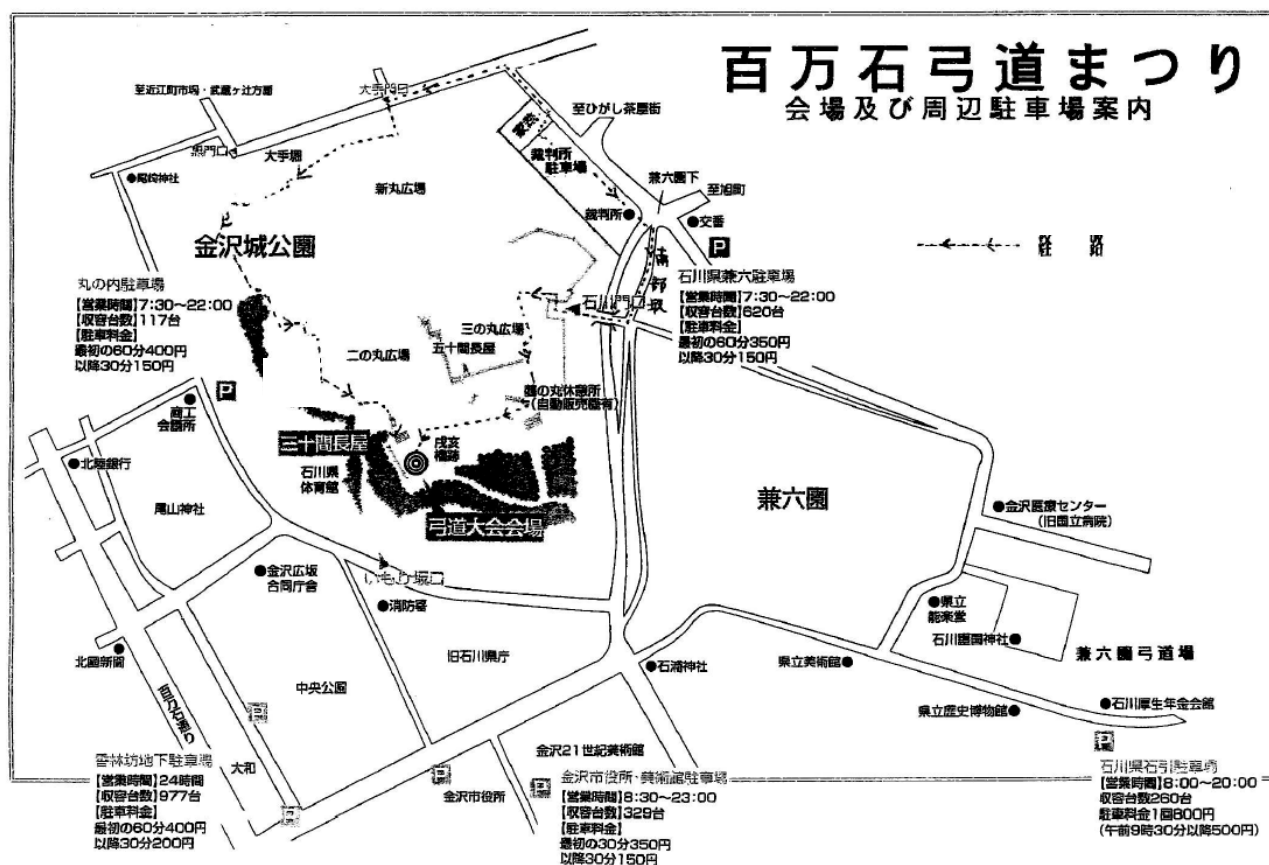 百万石弓道まつり
会場及び周辺駐車場案内
至近江町市場・武蔵ヶ辻方面
大手門口
至ひがし茶屋街
黒門口
大手堀
尾崎神社
新丸広場
裁判所
駐車場
兼六園下
至旭町
裁判所
交番
P
金沢城公園
石川門口
丸の内駐車場
【営業時間】7:30~22:00
【収容台数】117台
【駐車料金】
最初の60分400円
以降30分150円
石川県兼六駐車場
【営業時間】7:30~22:00
【収容台数】620台
【駐車料金】
最初の60分350円
以降30分150円
三の丸広場
五十間長屋
二の丸広場
鶴の丸休憩所
(自動販売機有)
P
商工
会議所
三十間長屋
戌亥
櫓跡
石川県
体育館
北陸銀行
尾山神社
兼六園
金沢医療センター
(旧国立病院)
弓道大会会場
金沢広坂
合同庁舎
いもり堀口
消防署
県立
能楽堂
石川護国神社
北國新聞
旧石川県庁
石浦神社
県立美術館
兼六園弓道場
中央公園
百万石通り
県立歴史博物館
石川厚生年金会館
大和
金沢21世紀美術館
金沢市役所
P
P
P
P
P
香林坊地下駐車場
【営業時間】24時間
【収容台数】977台
【駐車料金】
最初の60分400円
以降30分200円
金沢市役所・美術館駐車場
【営業時間】8:30~23:00
【収容台数】329台
【駐車料金】
最初の30分350円
以降30分150円
石川県石引駐車場
【営業時間】8:00~20:00
収容台数260台
駐車料金1回800円
(午前9時30分以降500円)